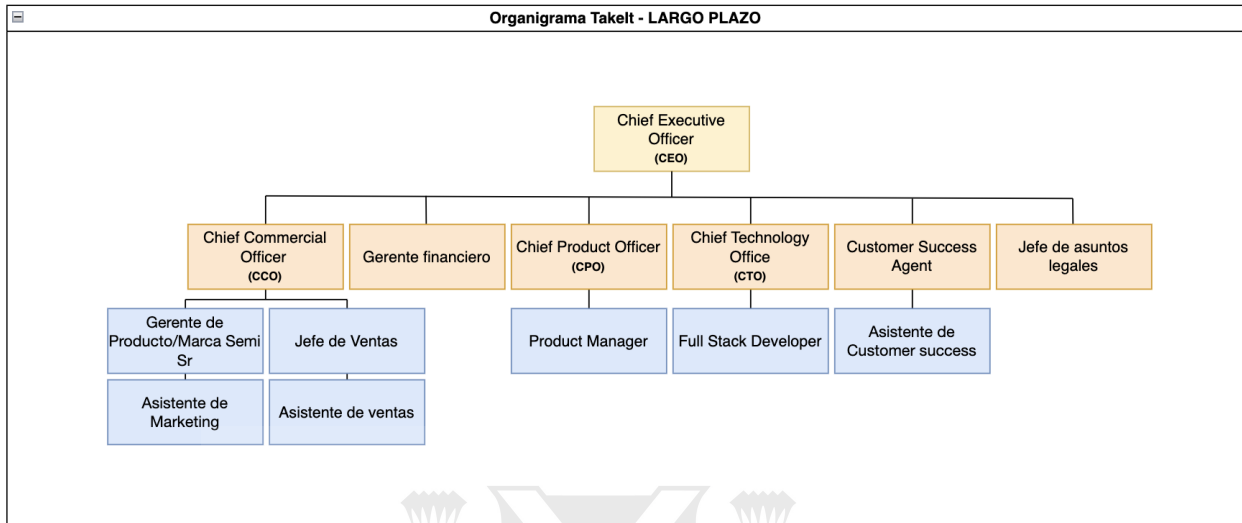 Organigrama TakeIt - LARGO PLAZO
Chief Executive
Officer
(CEO)
Chief Commercial
Officer
(CCO)
Gerente financiero
Chief Product Officer
(CPO)
Chief Technology
Office
(CTO)
Customer Success
Agent
Jefe de asuntos
legales
Gerente de
Producto/Marca Semi
Sr
Jefe de Ventas
Product Manager
Full Stack Developer
Asistente de
Customer success
Asistente de
Marketing
Asistente de ventas